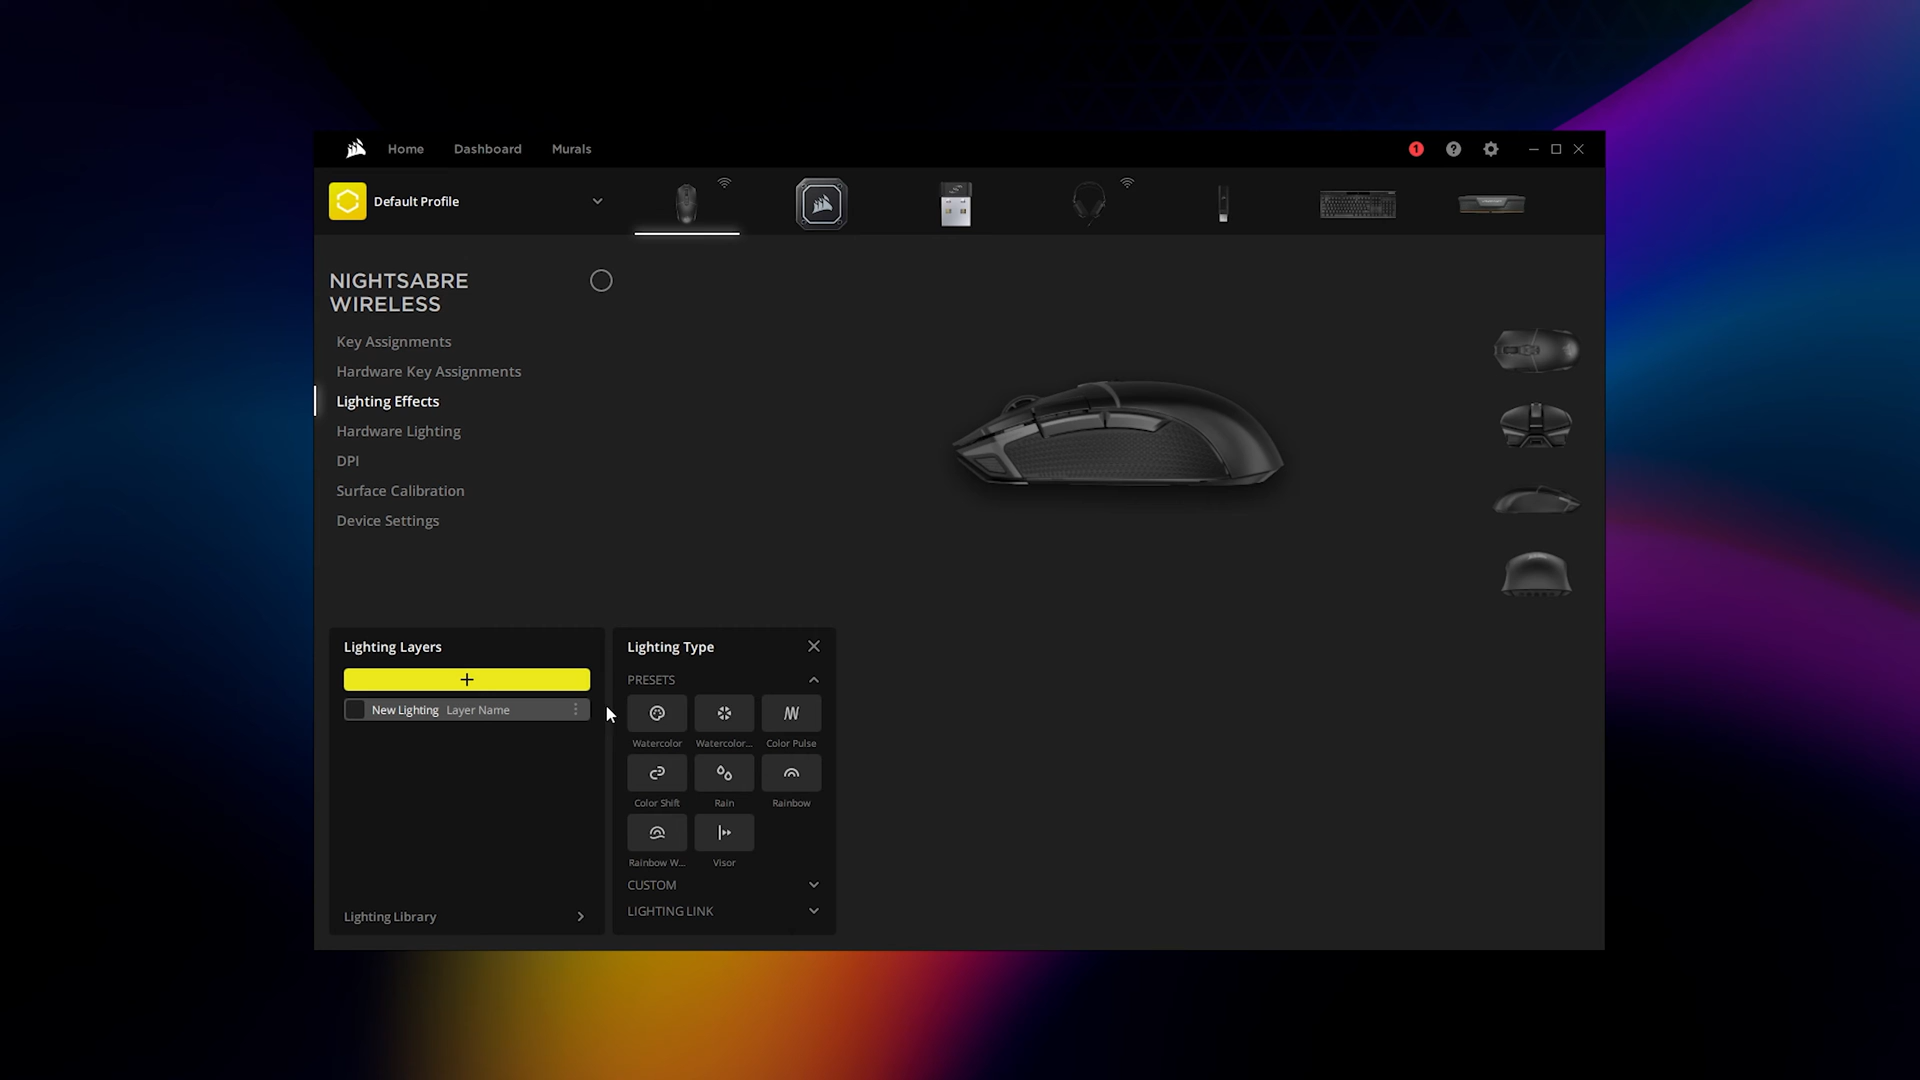 Home Dashboard Murals
1
?
Default Profile
NIGHTSABRE
WIRELESS
Key Assignments
Hardware Key Assignments
Lighting Effects
Hardware Lighting
DPI
Surface Calibration
Device Settings
Lighting Layers
+
New Lighting Layer Name
Lighting Library
Lighting Type
PRESETS
Watercolor Watercolor... Color Pulse
Color Shift Rain Rainbow
Rainbow W... Visor
CUSTOM
LIGHTING LINK